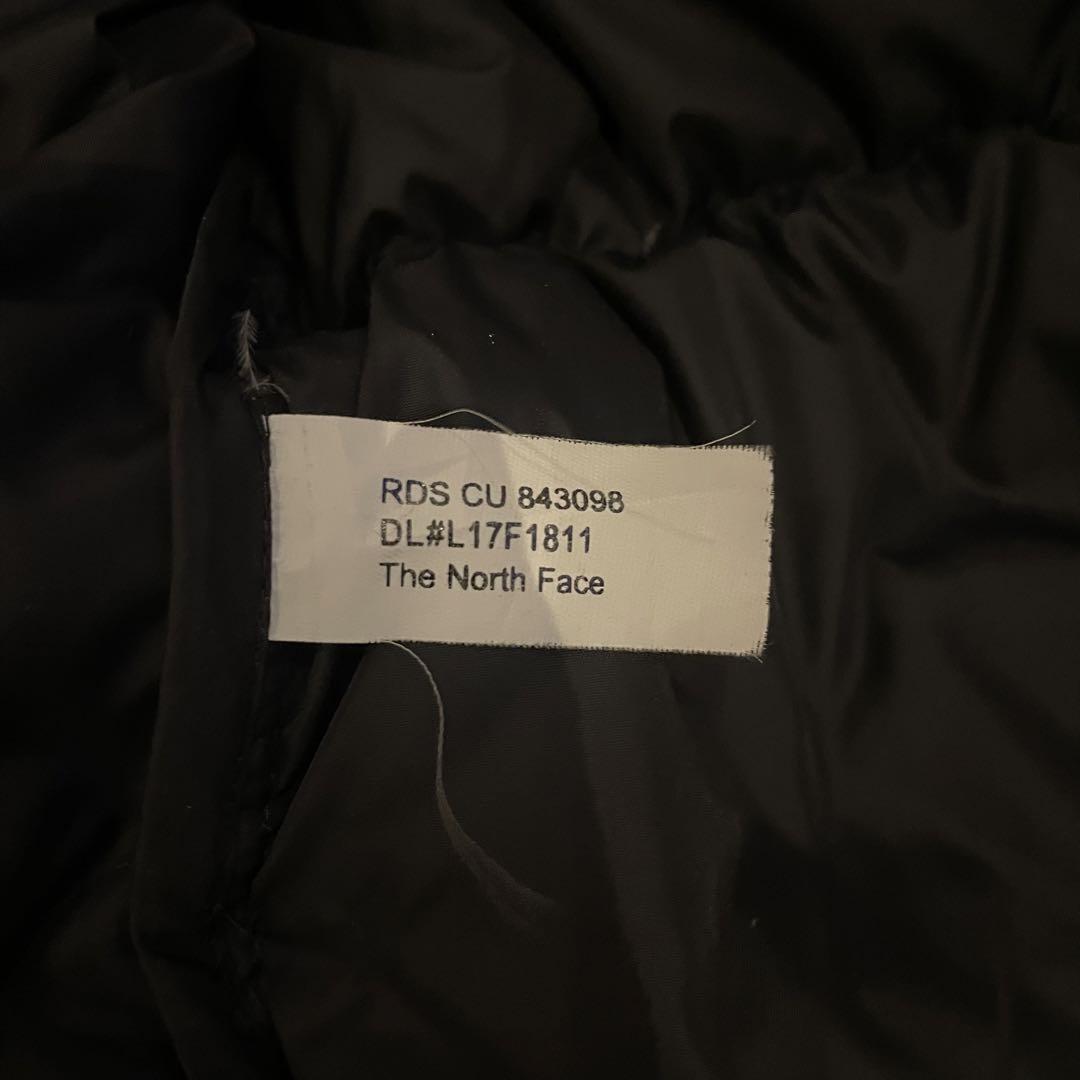 RDS CU 843098
DL#L17F1811
The North Face